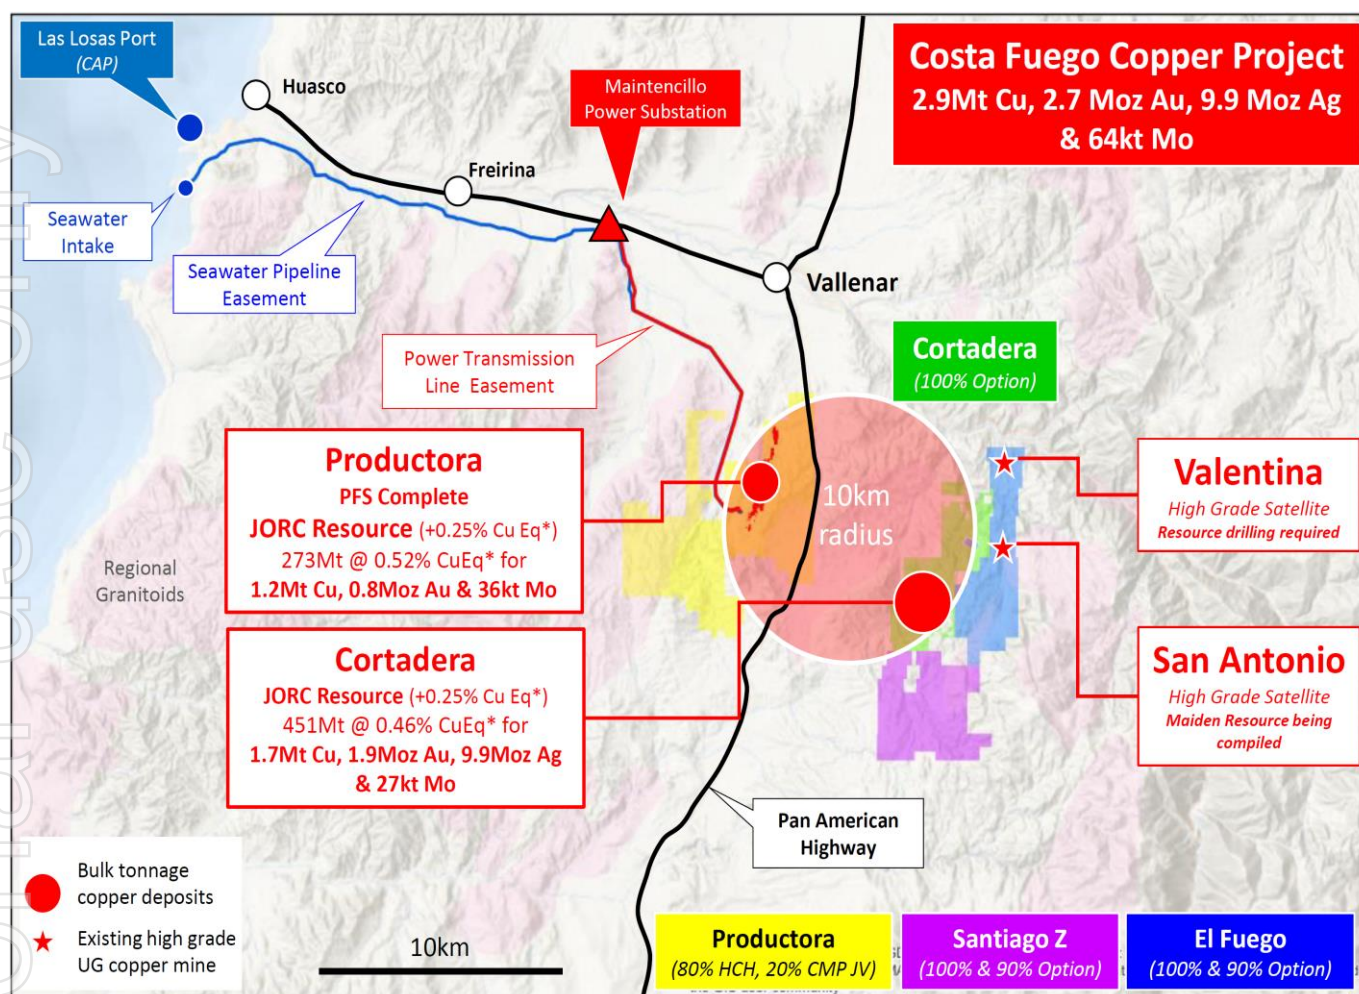 Las Losas Port
(CAP)
Huasco
Maintencillo
Power Substation
Costa Fuego Copper Project
2.9Mt Cu, 2.7 Moz Au, 9.9 Moz Ag
& 64kt Mo
Freirina
Seawater
Intake
Seawater Pipeline
Easement
Vallenar
Power Transmission
Line Easement
Cortadera
(100% Option)
Productora
PFS Complete
JORC Resource (+0.25% Cu Eq*)
273Mt @ 0.52% CuEq* for
1.2Mt Cu, 0.8Moz Au & 36kt Mo
10km
radius
Valentina
High Grade Satellite
Resource drilling required
Regional
Granitoids
Cortadera
JORC Resource (+0.25% Cu Eq*)
451Mt @ 0.46% CuEq* for
1.7Mt Cu, 1.9Moz Au, 9.9Moz Ag
& 27kt Mo
San Antonio
High Grade Satellite
Maiden Resource being
compiled
Pan American
Highway
Bulk tonnage
copper deposits
Existing high grade
UG copper mine
10km
Productora
(80% HCH, 20% CMP JV)
Santiago Z
(100% & 90% Option)
El Fuego
(100% & 90% Option)